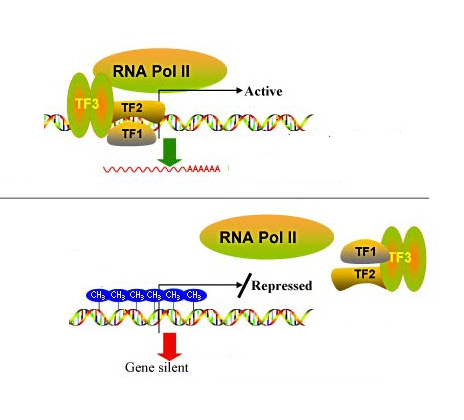 RNA Pol II
TF3
TF2
Active
TF1
AAAAAA
RNA Pol II
TF1
TF3
TF2
Repressed
CH₃ CH₃ CH₃ CH₃ CH₃ CH₃
Gene silent